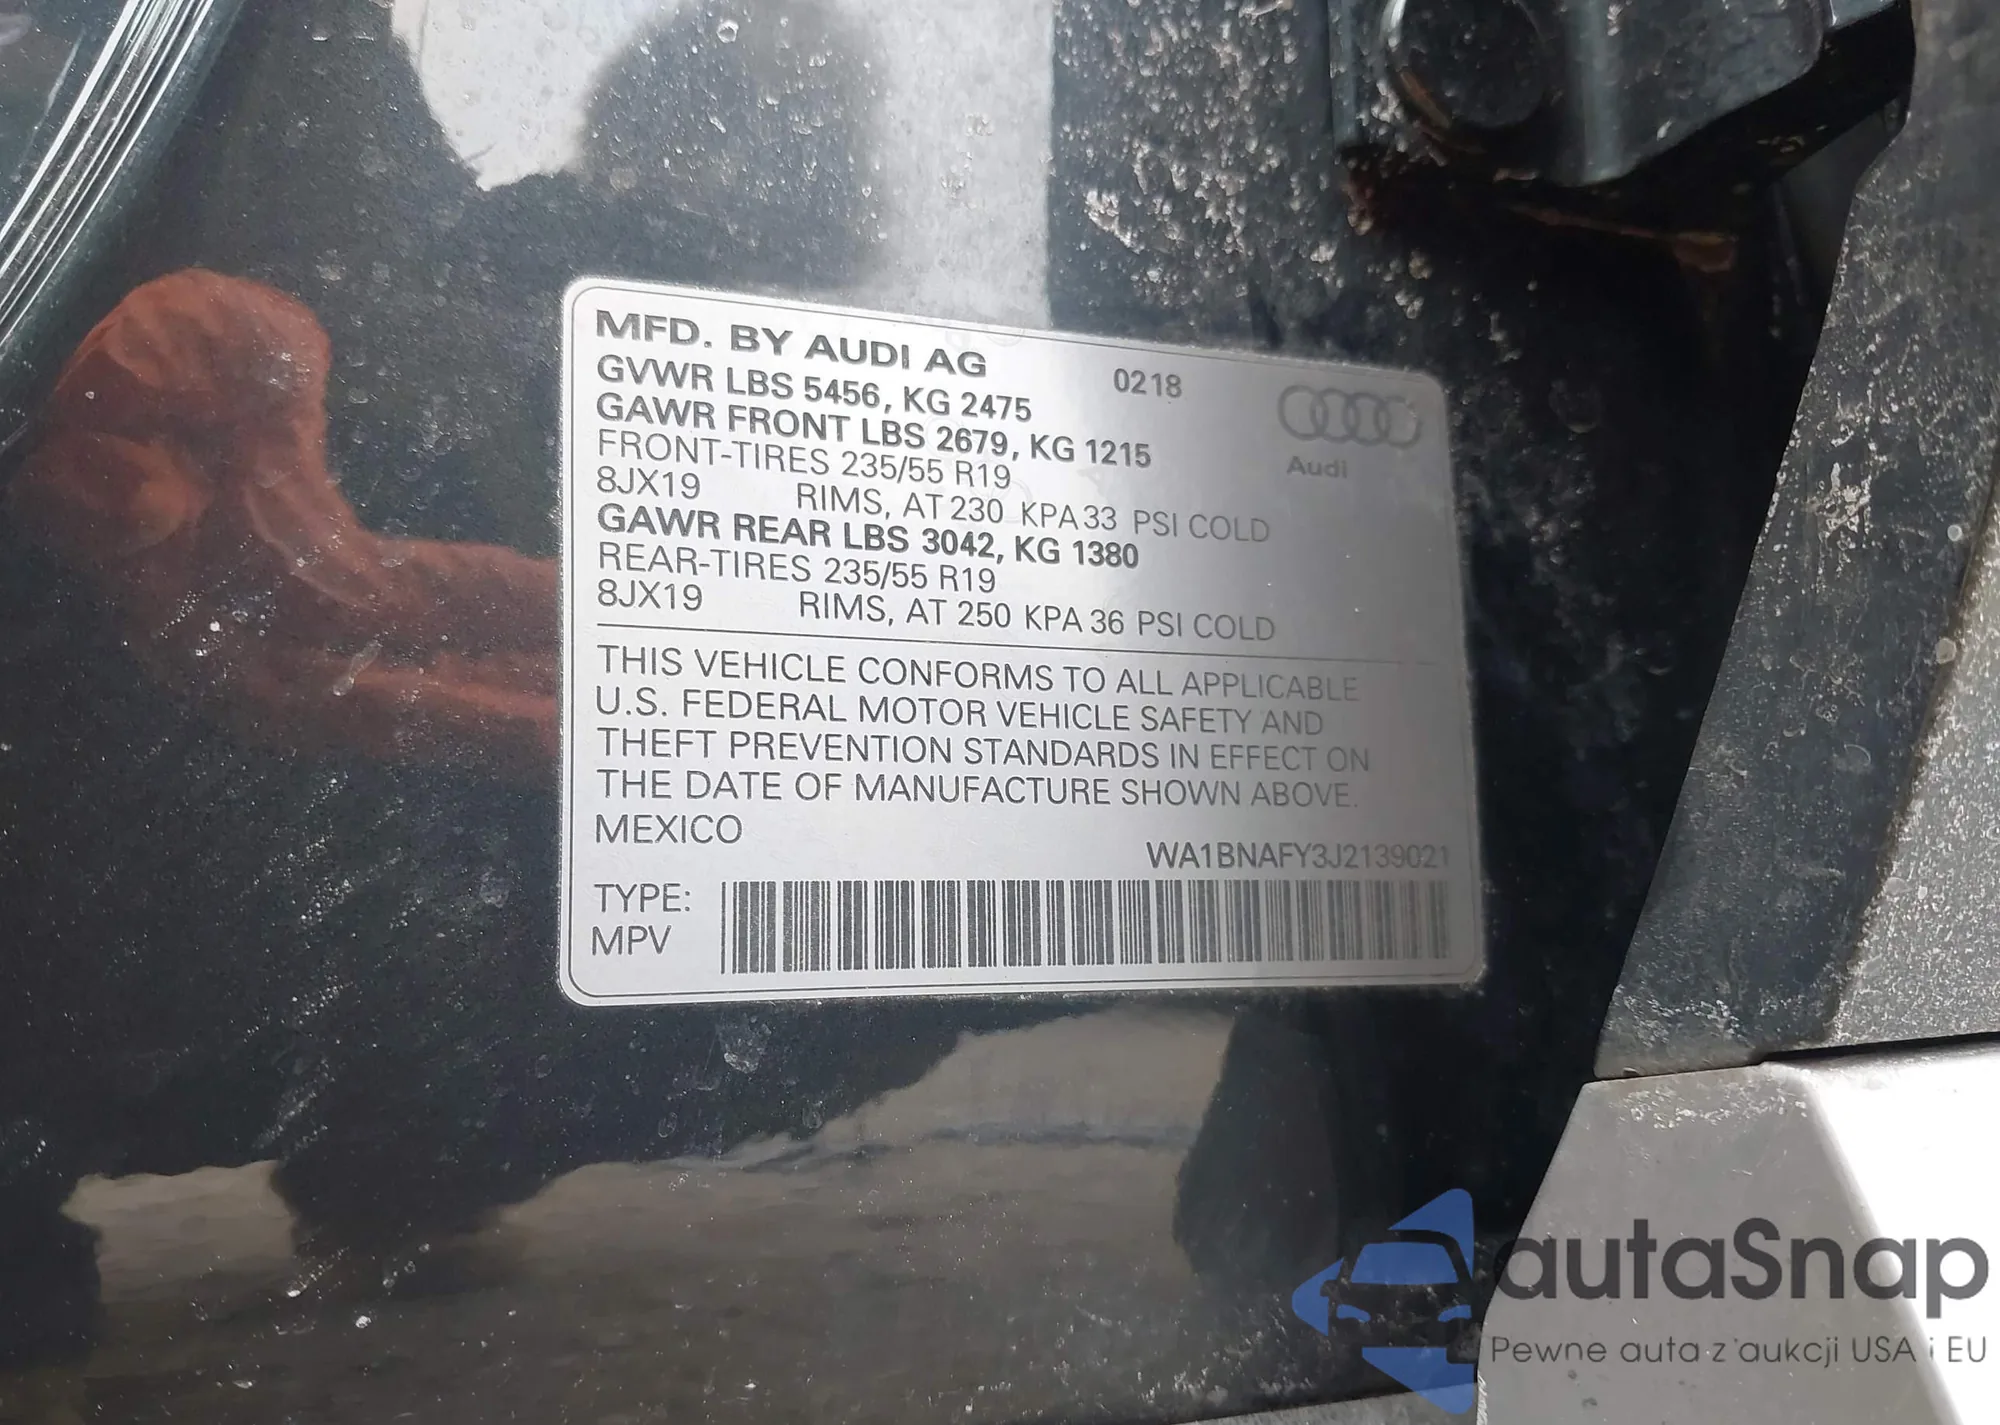 MFD. BY AUDI AG 0218
GVWR LBS 5456, KG 2475
GAWR FRONT LBS 2679, KG 1215
FRONT-TIRES 235/55 R19
8JX19 RIMS, AT 230 KPA 33 PSI COLD
GAWR REAR LBS 3042, KG 1380
REAR-TIRES 235/55 R19
8JX19 RIMS, AT 250 KPA 36 PSI COLD
Audi
THIS VEHICLE CONFORMS TO ALL APPLICABLE
U.S. FEDERAL MOTOR VEHICLE SAFETY AND
THEFT PREVENTION STANDARDS IN EFFECT ON
THE DATE OF MANUFACTURE SHOWN ABOVE.
MEXICO
WA1BNAFY3J2139021
TYPE:
MPV
autaSnap
Pewne auta z aukcji USA i EU